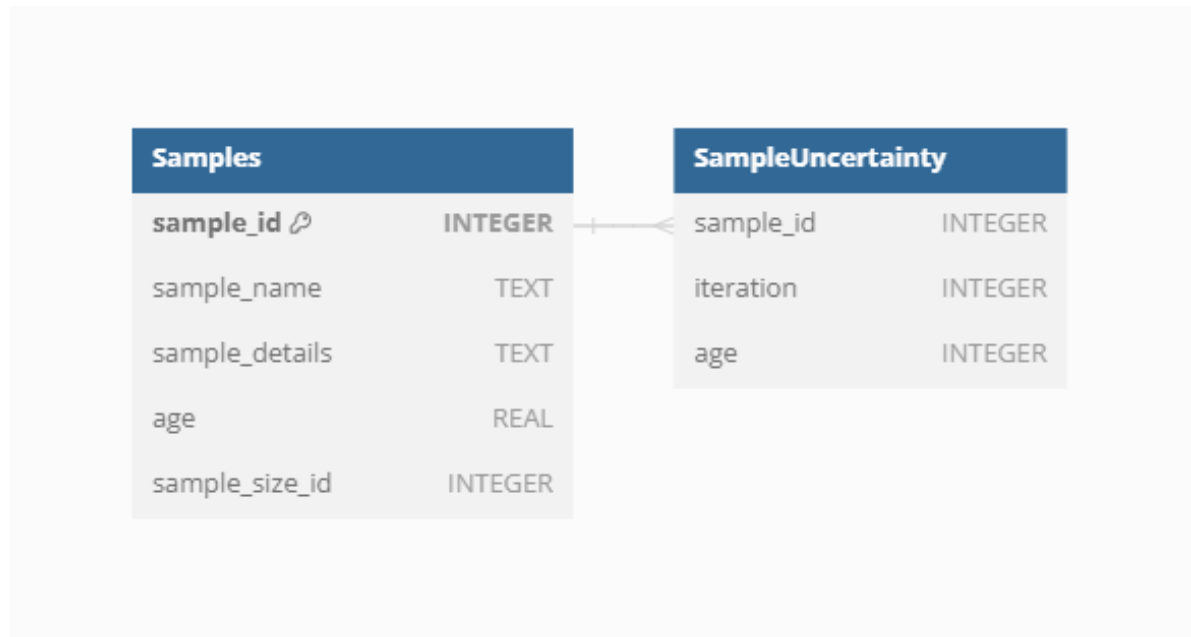 Samples
sample_id INTEGER
sample_name TEXT
sample_details TEXT
age REAL
sample_size_id INTEGER
SampleUncertainty
sample_id INTEGER
iteration INTEGER
age INTEGER